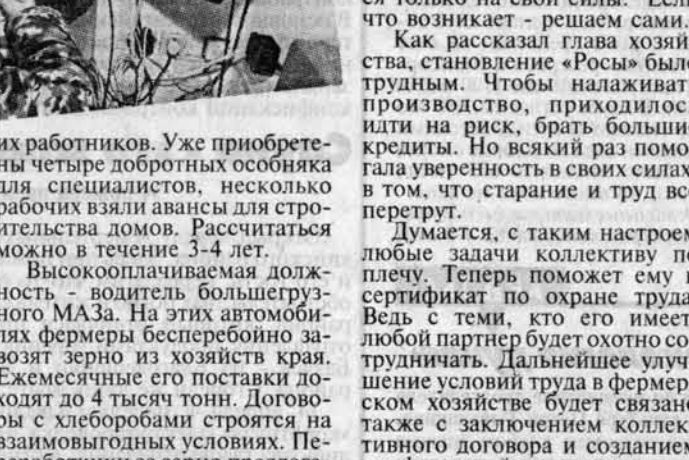 их работников. Уже приобрете-
ны четыре добротных особняка
для специалистов, несколько
рабочих взяли авансы для стро-
ительства домов. Рассчитаться
можно в течение 3-4 лет.
Высокооплачиваемая долж-
ность - водитель большегруз-
ного МАЗа. На этих автомоби-
лях фермеры бесперебойно за-
возят зерно из хозяйств края.
Ежемесячные его поставки до-
ходят до 4 тысяч тонн. Догово-
ры с хлеборобами строятся на
взаимовыгодных условиях. Пе-
ся только на свои силы.
что возникает - решаем сами.
Как рассказал глава хозяй-
ства, становление «Росы» было
трудным. Чтобы налаживат
производство, приходилос
идти на риск, брать больши
кредиты. Но всякий раз помо
гала уверенность в своих силах,
в том, что старание и труд вс
перетрут.
Думается, с таким настроем
любые задачи коллективу п
плечу. Теперь поможет ему
сертификат по охране труда
Ведь с теми, кто его имеет
любой партнер будет охотно со
трудничать. Дальнейшее улуч
шение условий труда в фермер
ском хозяйстве будет связан
также с заключением коллек
тивного договора и созданием